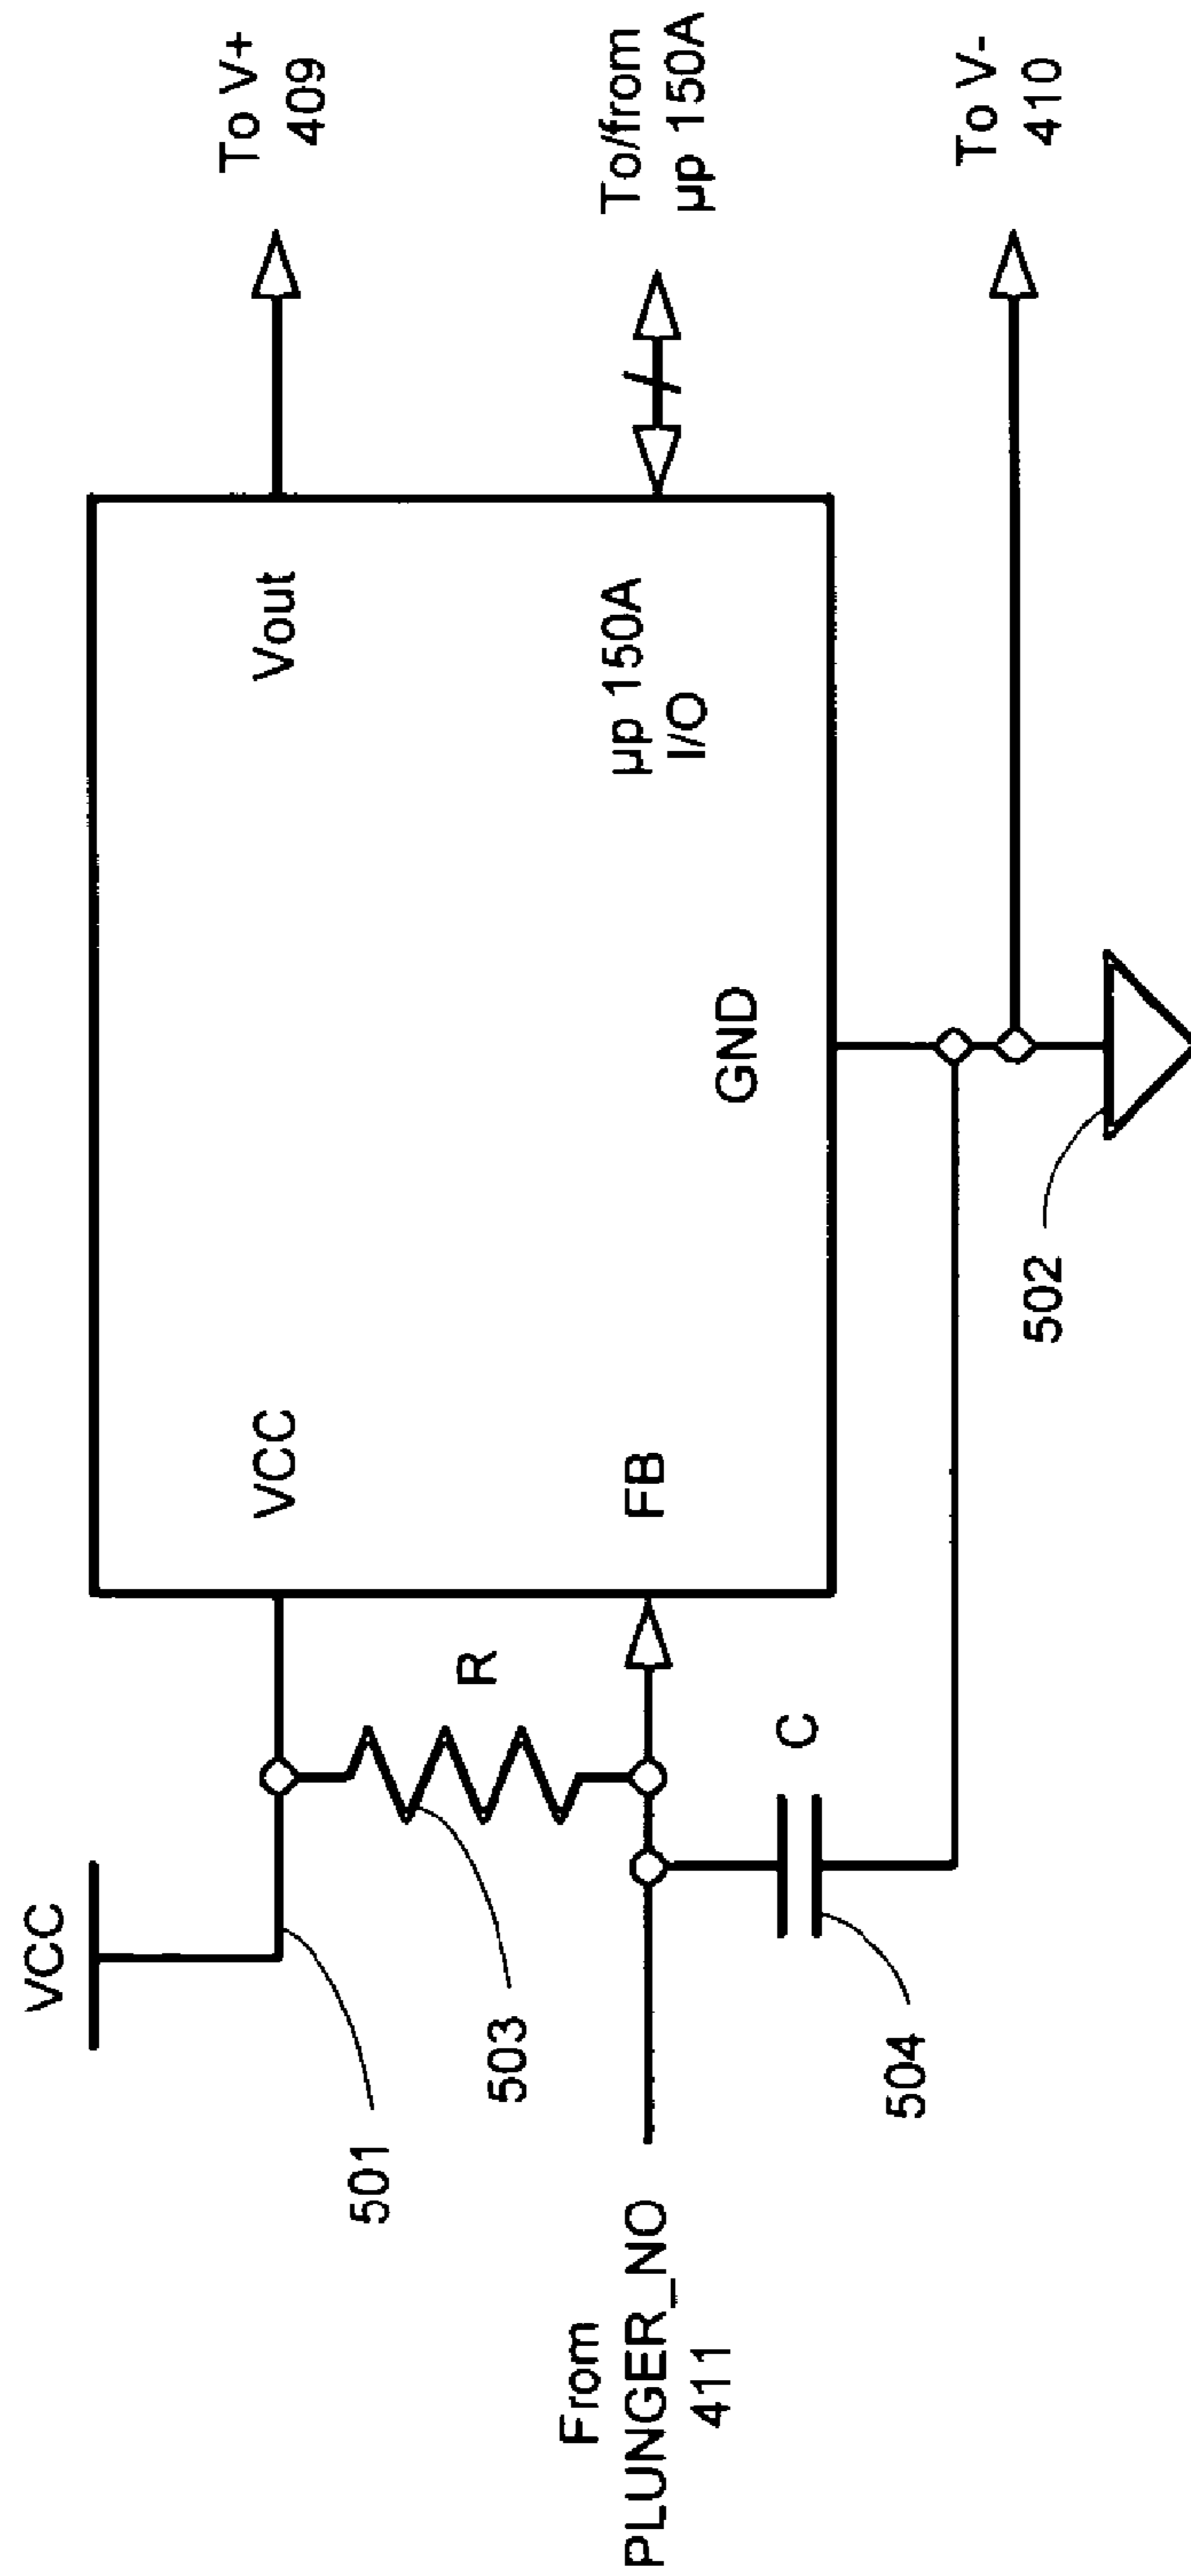 VCC
501
503
R
From
PLUNGER_NO
411
504
C
VCC
FB
GND
Vout
µp 150A
I/O
502
To V+
409
To/from
µp 150A
To V-
410